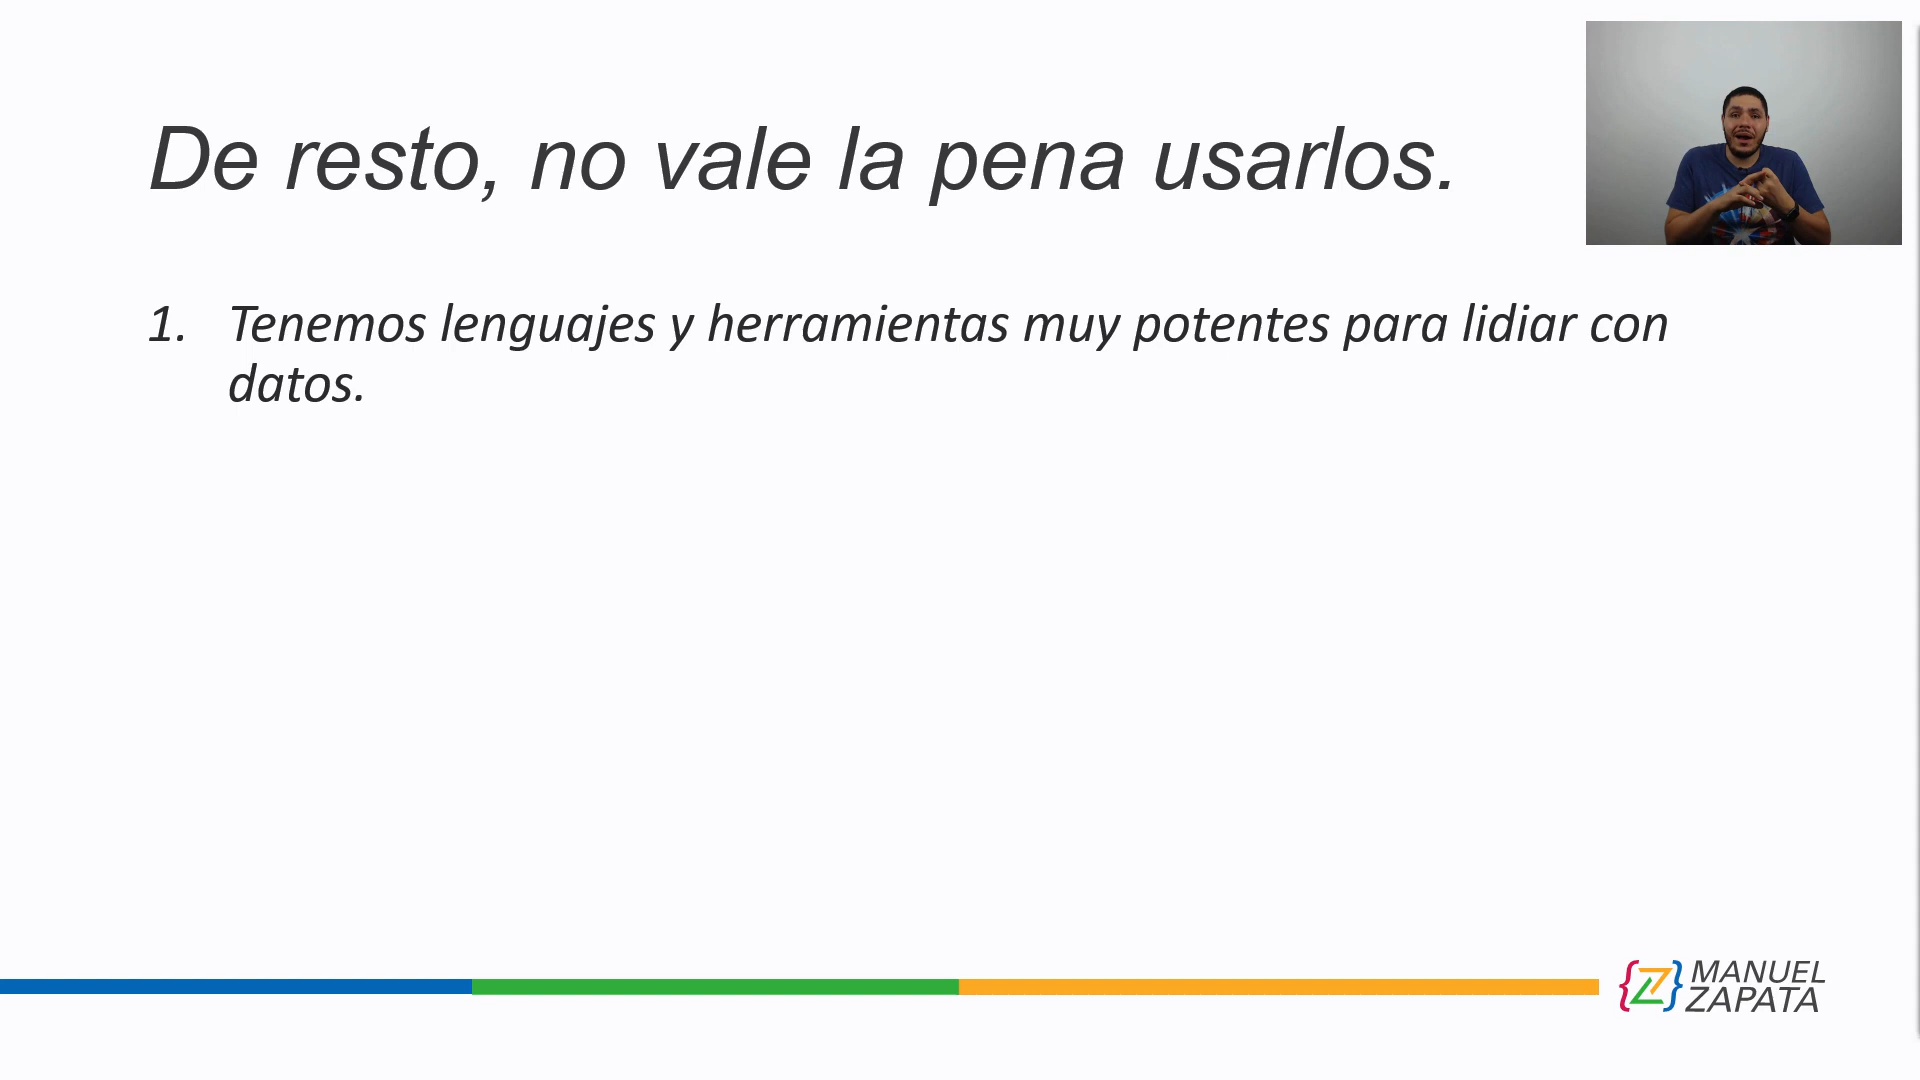 De resto, no vale la pena usarlos.
1. Tenemos lenguajes y herramientas muy potentes para lidiar con
datos.
{Z} MANUEL
ZAPATA